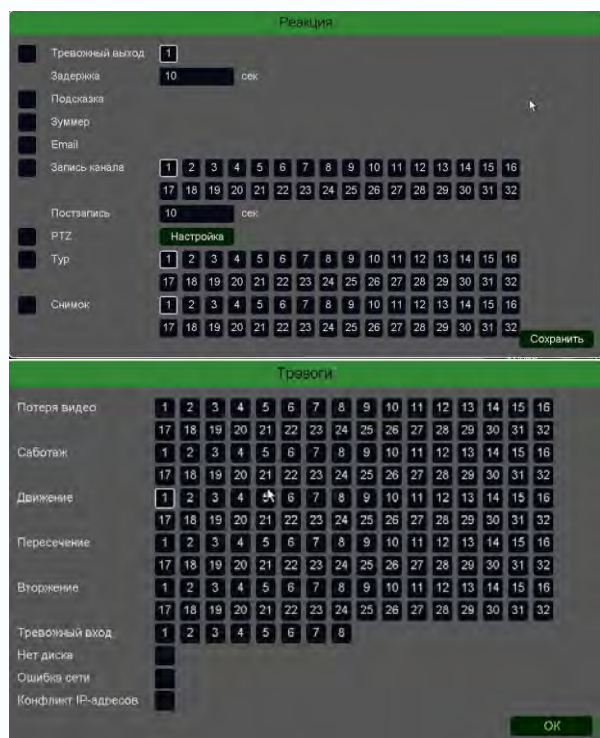 Реакция
Тревожный выход 1
Задержка 10 сек
Подсказка
Зуммер
Email
Запись канала 1 2 3 4 5 6 7 8 9 10 11 12 13 14 15 16
17 18 19 20 21 22 23 24 25 26 27 28 29 30 31 32
Постзапись 10 сек
PTZ Настройка
Тур 1 2 3 4 5 6 7 8 9 10 11 12 13 14 15 16
17 18 19 20 21 22 23 24 25 26 27 28 29 30 31 32
Снимок 1 2 3 4 5 6 7 8 9 10 11 12 13 14 15 16
17 18 19 20 21 22 23 24 25 26 27 28 29 30 31 32
Сохранить
Тревоги
Потеря видео 1 2 3 4 5 6 7 8 9 10 11 12 13 14 15 16
17 18 19 20 21 22 23 24 25 26 27 28 29 30 31 32
Саботаж 1 2 3 4 5 6 7 8 9 10 11 12 13 14 15 16
17 18 19 20 21 22 23 24 25 26 27 28 29 30 31 32
Движение 1 2 3 4 5 6 7 8 9 10 11 12 13 14 15 16
17 18 19 20 21 22 23 24 25 26 27 28 29 30 31 32
Пересечение 1 2 3 4 5 6 7 8 9 10 11 12 13 14 15 16
17 18 19 20 21 22 23 24 25 26 27 28 29 30 31 32
Вторжение 1 2 3 4 5 6 7 8 9 10 11 12 13 14 15 16
17 18 19 20 21 22 23 24 25 26 27 28 29 30 31 32
Тревожный вход 1 2 3 4 5 6 7 8
Нет диска
Ошибка сети
Конфликт IP-адресов
OK